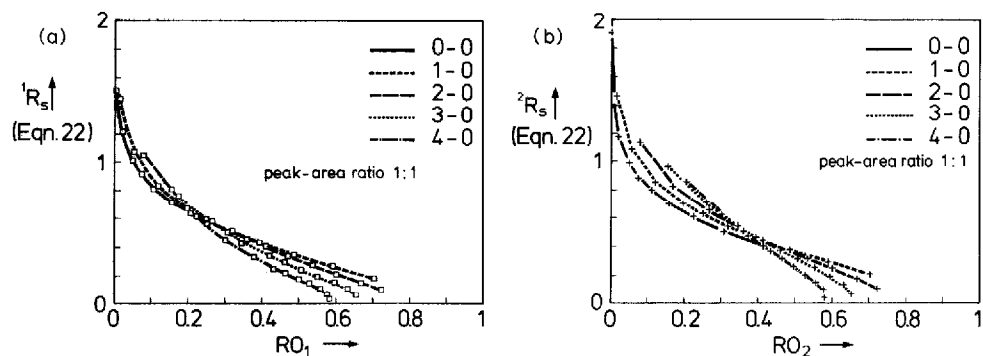 (a)
2
1
0
¹Rₛ
(Eqn. 22)
0-0
1-0
2-0
3-0
4-0
peak-area ratio 1:1
0 0.2 0.4 0.6 0.8 1
RO₁
(b)
2
1
0
²Rₛ
(Eqn. 22)
0-0
1-0
2-0
3-0
4-0
peak-area ratio 1:1
0 0.2 0.4 0.6 0.8 1
RO₂